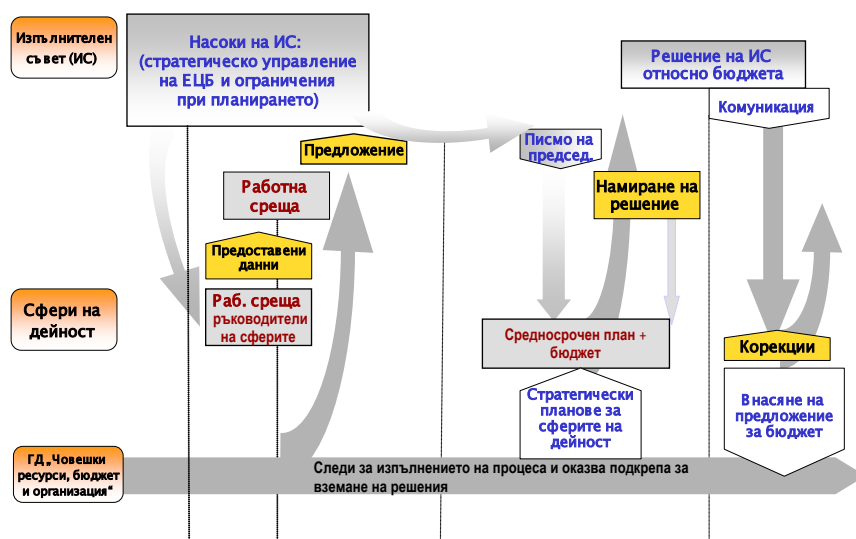 Изпълнителен
съвет (ИС)
Насоки на ИС:
(стратегическо управление
на ЕЦБ и ограничения
при планирането)
Решение на ИС
относно бюджета
Комуникация
Предложение
Писмо на
председ.
Работна
среща
Намиране на
решение
Предоставени
данни
Сфери на
дейност
Раб. среща
ръководители
на сферите
Средносрочен план +
бюджет
Корекции
Стратегически
планове за
сферите на
дейност
Внасяне на
предложение
за бюджет
ГД „Човешки
ресурси, бюджет
и организация“
Следи за изпълнението на процеса и оказва подкрепа за
вземане на решения